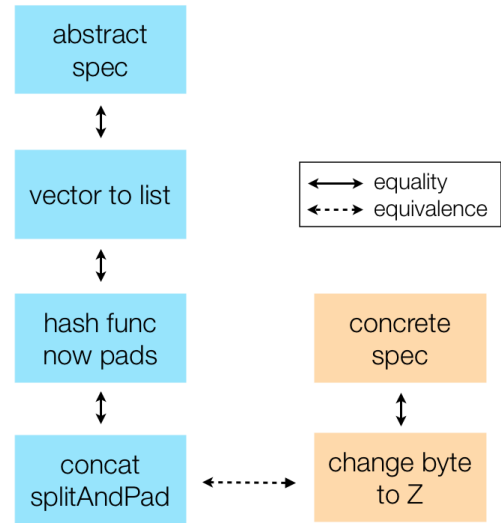 abstract
spec
vector to list
equality
equivalence
hash func
now pads
concrete
spec
concat
splitAndPad
change byte
to Z